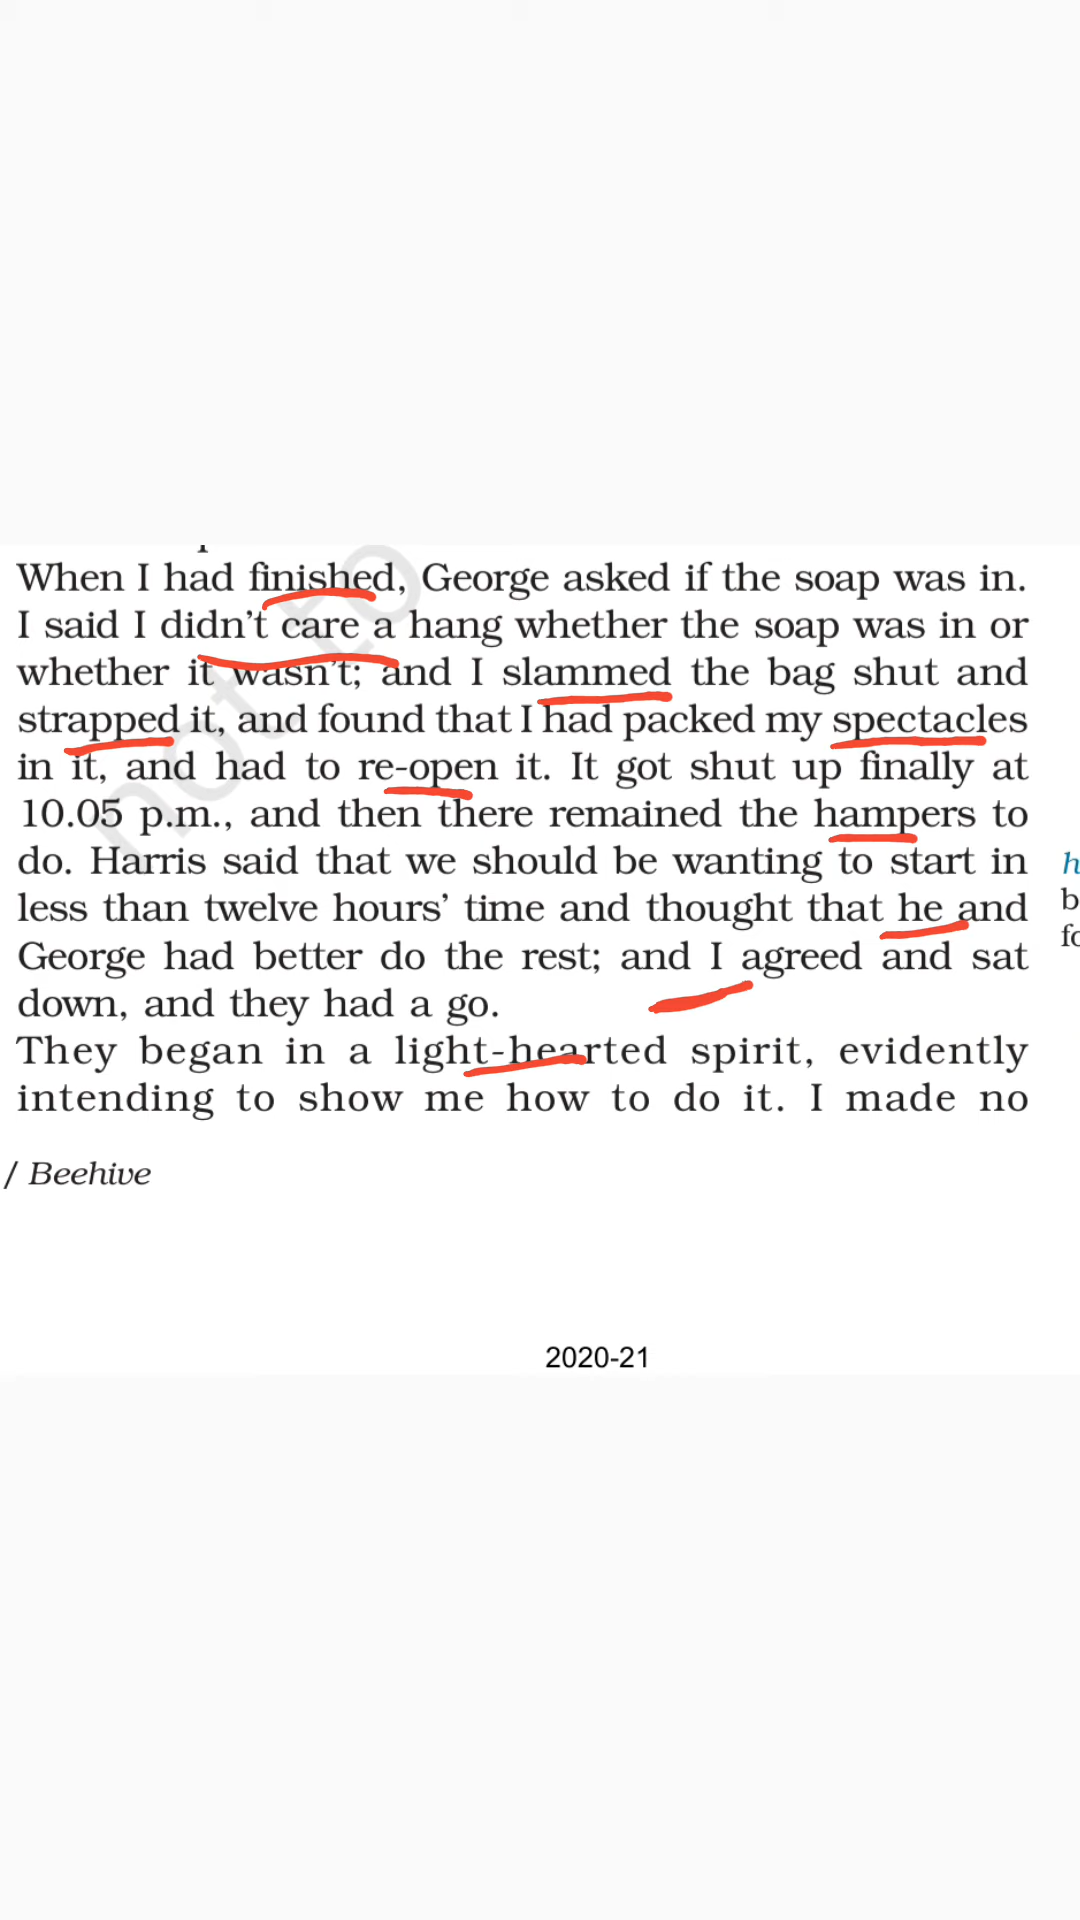 When I had finished, George asked if the soap was in.
I said I didn't care a hang whether the soap was in or
whether it wasn't; and I slammed the bag shut and
strapped it, and found that I had packed my spectacles
in it, and had to re-open it. It got shut up finally at
10.05 p.m., and then there remained the hampers to
do. Harris said that we should be wanting to start in
less than twelve hours' time and thought that he and
George had better do the rest; and I agreed and sat
down, and they had a go.
They began in a light-hearted spirit, evidently
intending to show me how to do it. I made no
/ Beehive
2020-21
not to